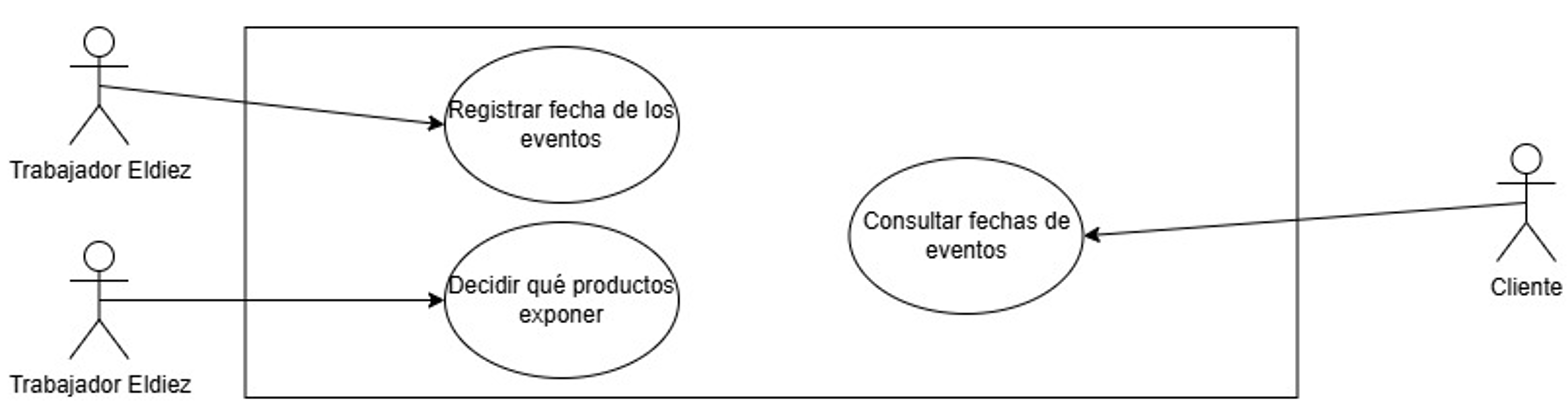 Trabajador Eldiez
Registrar fecha de los
eventos
Trabajador Eldiez
Decidir qué productos
exponer
Consultar fechas de
eventos
Cliente